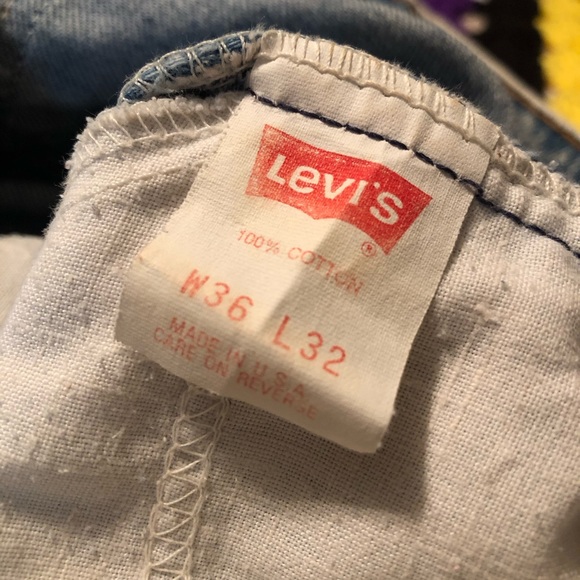 Levi's
®
100% COTTON
W36 L32
MADE IN U.S.A.
CARE ON REVERSE